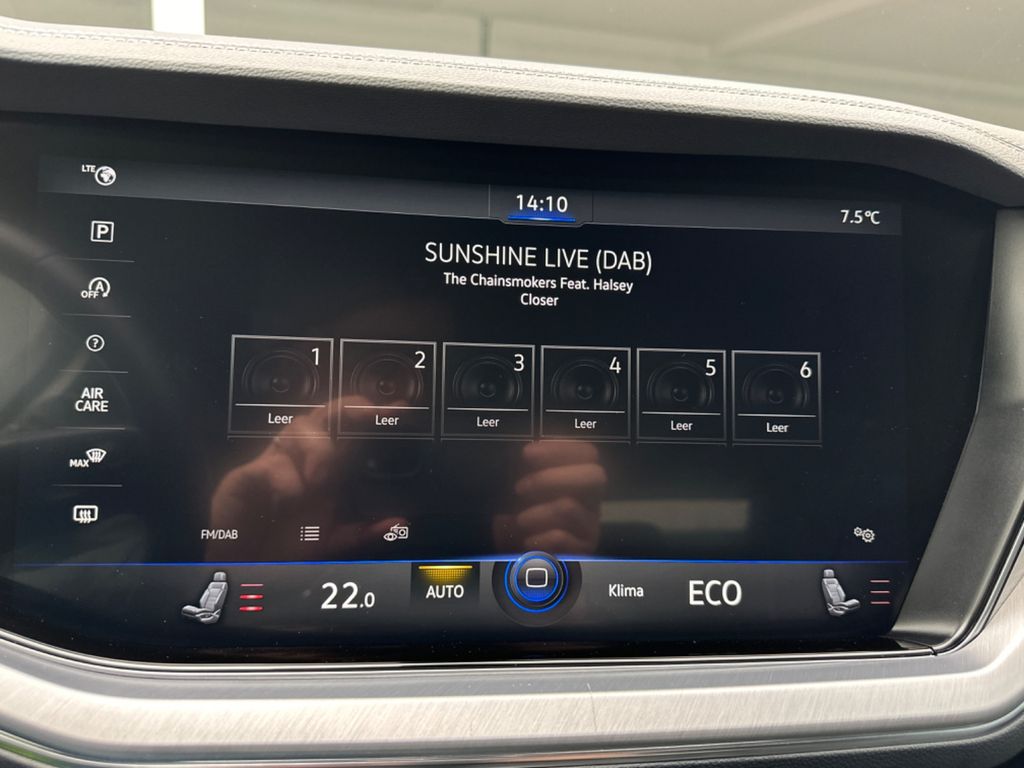 LTE
14:10
7.5°C
P
SUNSHINE LIVE (DAB)
The Chainsmokers Feat. Halsey
Closer
A
OFF
?
AIR
CARE
MAX
1
Leer
2
Leer
3
Leer
4
Leer
5
Leer
6
Leer
FM/DAB
22.0
AUTO
Klima
ECO